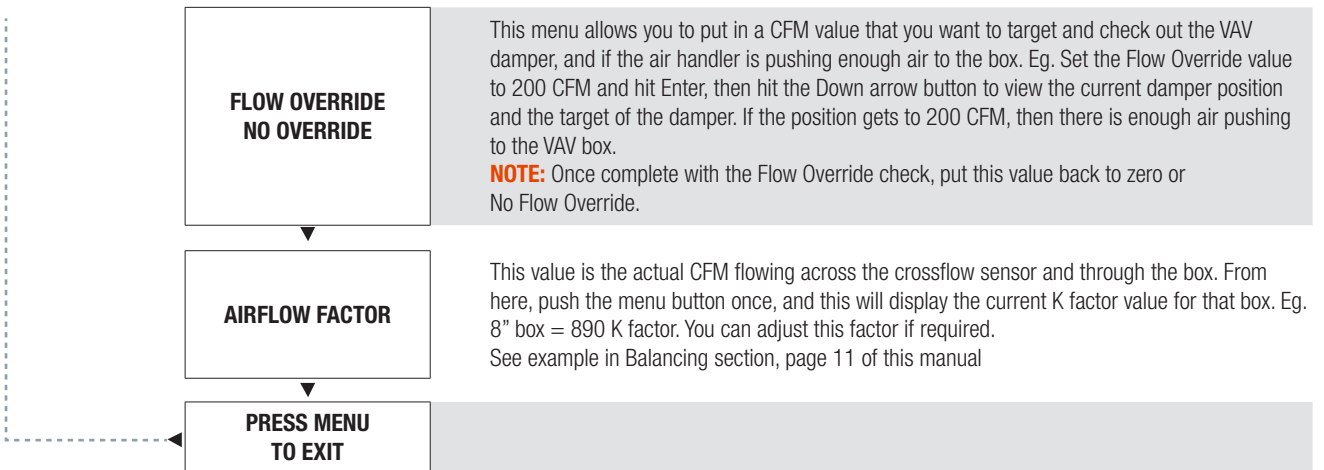 FLOW OVERRIDE
NO OVERRIDE
This menu allows you to put in a CFM value that you want to target and check out the VAV
damper, and if the air handler is pushing enough air to the box. Eg. Set the Flow Override value
to 200 CFM and hit Enter, then hit the Down arrow button to view the current damper position
and the target of the damper. If the position gets to 200 CFM, then there is enough air pushing
to the VAV box.
NOTE: Once complete with the Flow Override check, put this value back to zero or
No Flow Override.
AIRFLOW FACTOR
This value is the actual CFM flowing across the crossflow sensor and through the box. From
here, push the menu button once, and this will display the current K factor value for that box. Eg.
8" box = 890 K factor. You can adjust this factor if required.
See example in Balancing section, page 11 of this manual
PRESS MENU
TO EXIT